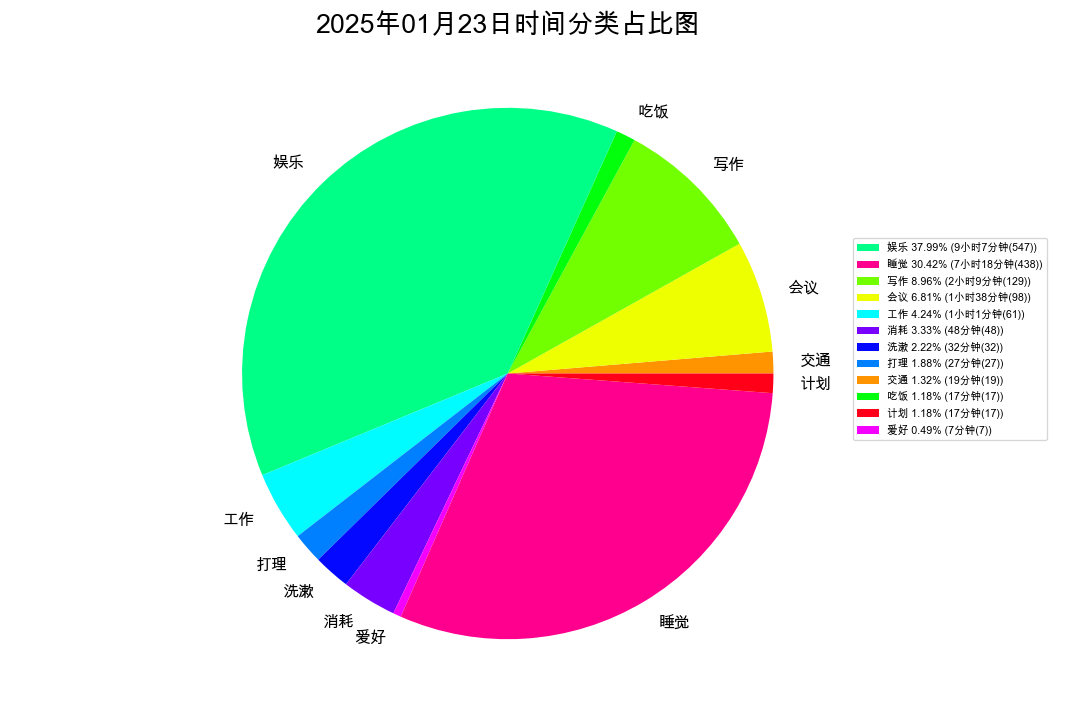 2025年01月23日时间分类占比图
吃饭
娱乐
写作
会议
交通
计划
工作
打理
洗漱
消耗
爱好
睡觉
娱乐 37.99% (9小时7分钟(547))
睡觉 30.42% (7小时18分钟(438))
写作 8.96% (2小时9分钟(129))
会议 6.81% (1小时38分钟(98))
工作 4.24% (1小时1分钟(61))
消耗 3.33% (48分钟(48))
洗漱 2.22% (32分钟(32))
打理 1.88% (27分钟(27))
交通 1.32% (19分钟(19))
吃饭 1.18% (17分钟(17))
计划 1.18% (17分钟(17))
爱好 0.49% (7分钟(7))